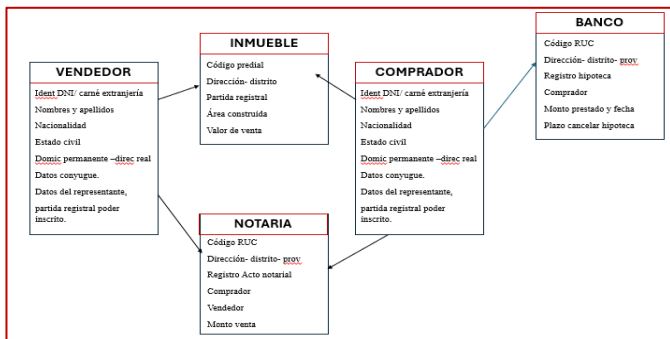 VENDEDOR
Ident DNI/ carné extranjería
Nombres y apellidos
Nacionalidad
Estado civil
Domic permanente –direc real
Datos conyugue.
Datos del representante,
partida registral poder
inscrito.
INMUEBLE
Código predial
Dirección- distrito
Partida registral
Área construida
Valor de venta
NOTARIA
Código RUC
Dirección- distrito- prov
Registro Acto notarial
Comprador
Vendedor
Monto venta
COMPRADOR
Ident DNI/ carné extranjería
Nombres y apellidos
Nacionalidad
Estado civil
Domic permanente –direc real
Datos conyugue.
Datos del representante,
partida registral poder
inscrito.
BANCO
Código RUC
Dirección- distrito- prov
Registro hipoteca
Comprador
Monto prestado y fecha
Plazo cancelar hipoteca